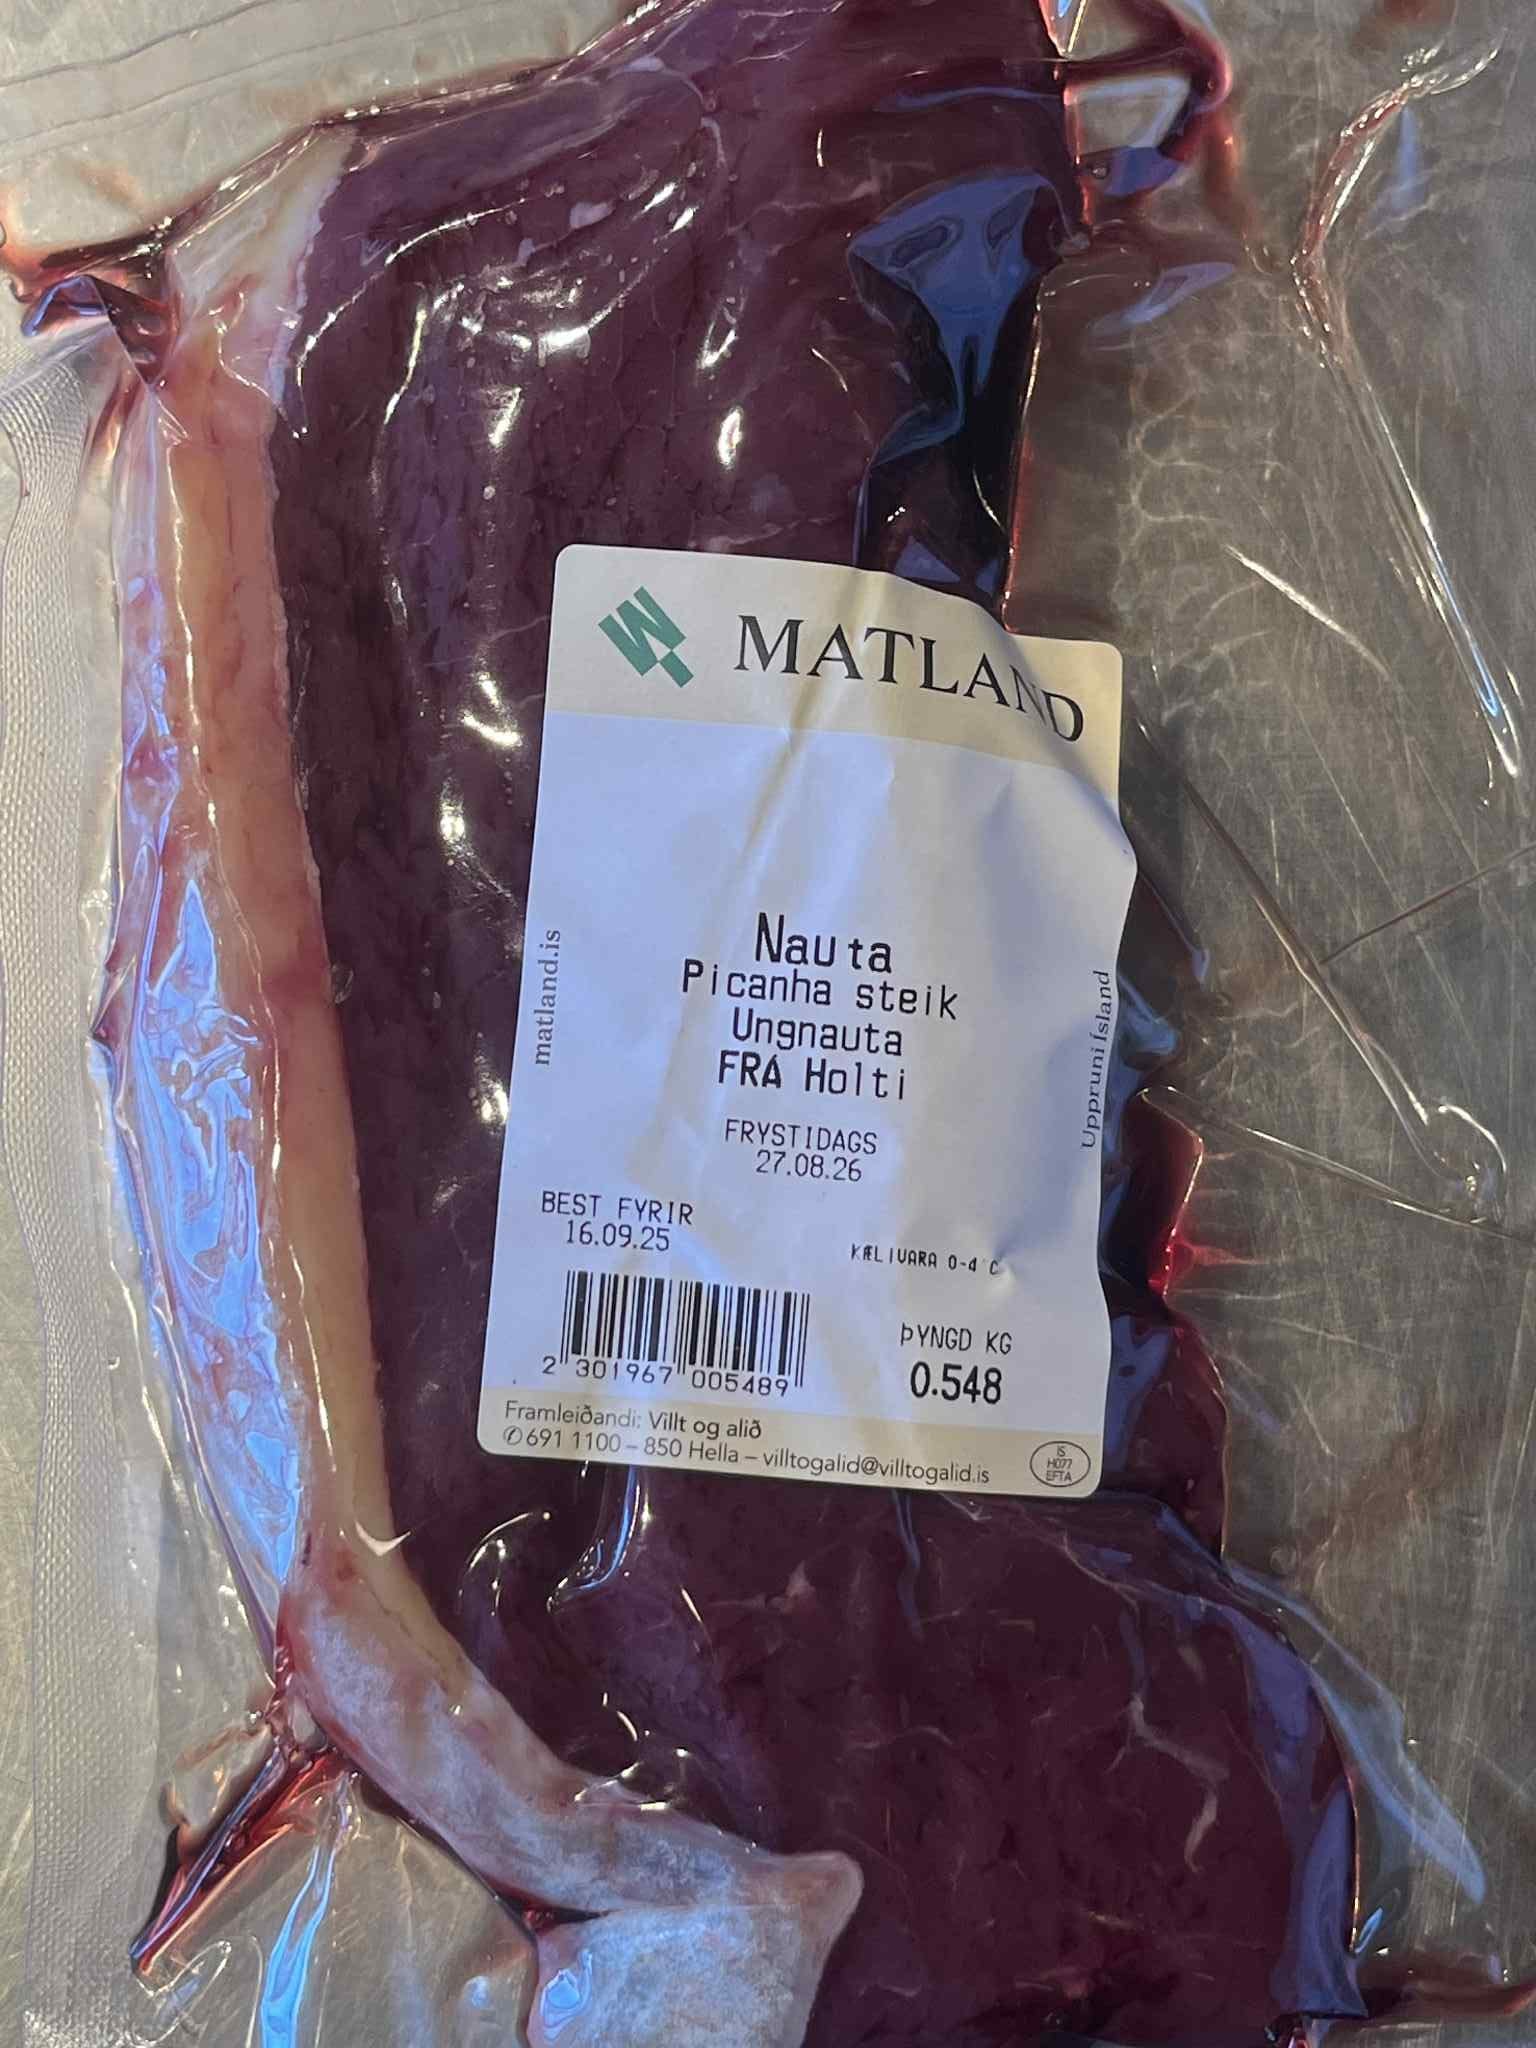 MATLAND
matland.is
Uppruni Ísland
Nauta
Picanha steik
Ungnauta
FRÁ Holti
FRYSTIDAGS
27.08.26
BEST FYRIR
16.09.25
KÆLIVARA 0-4°C
2 301967 005489
ÞYNGD KG
0.548
Framleiðandi: Villt og alið
✆ 691 1100 – 850 Hella – villtogalid@villtogalid.is
IS
H077
EFTA